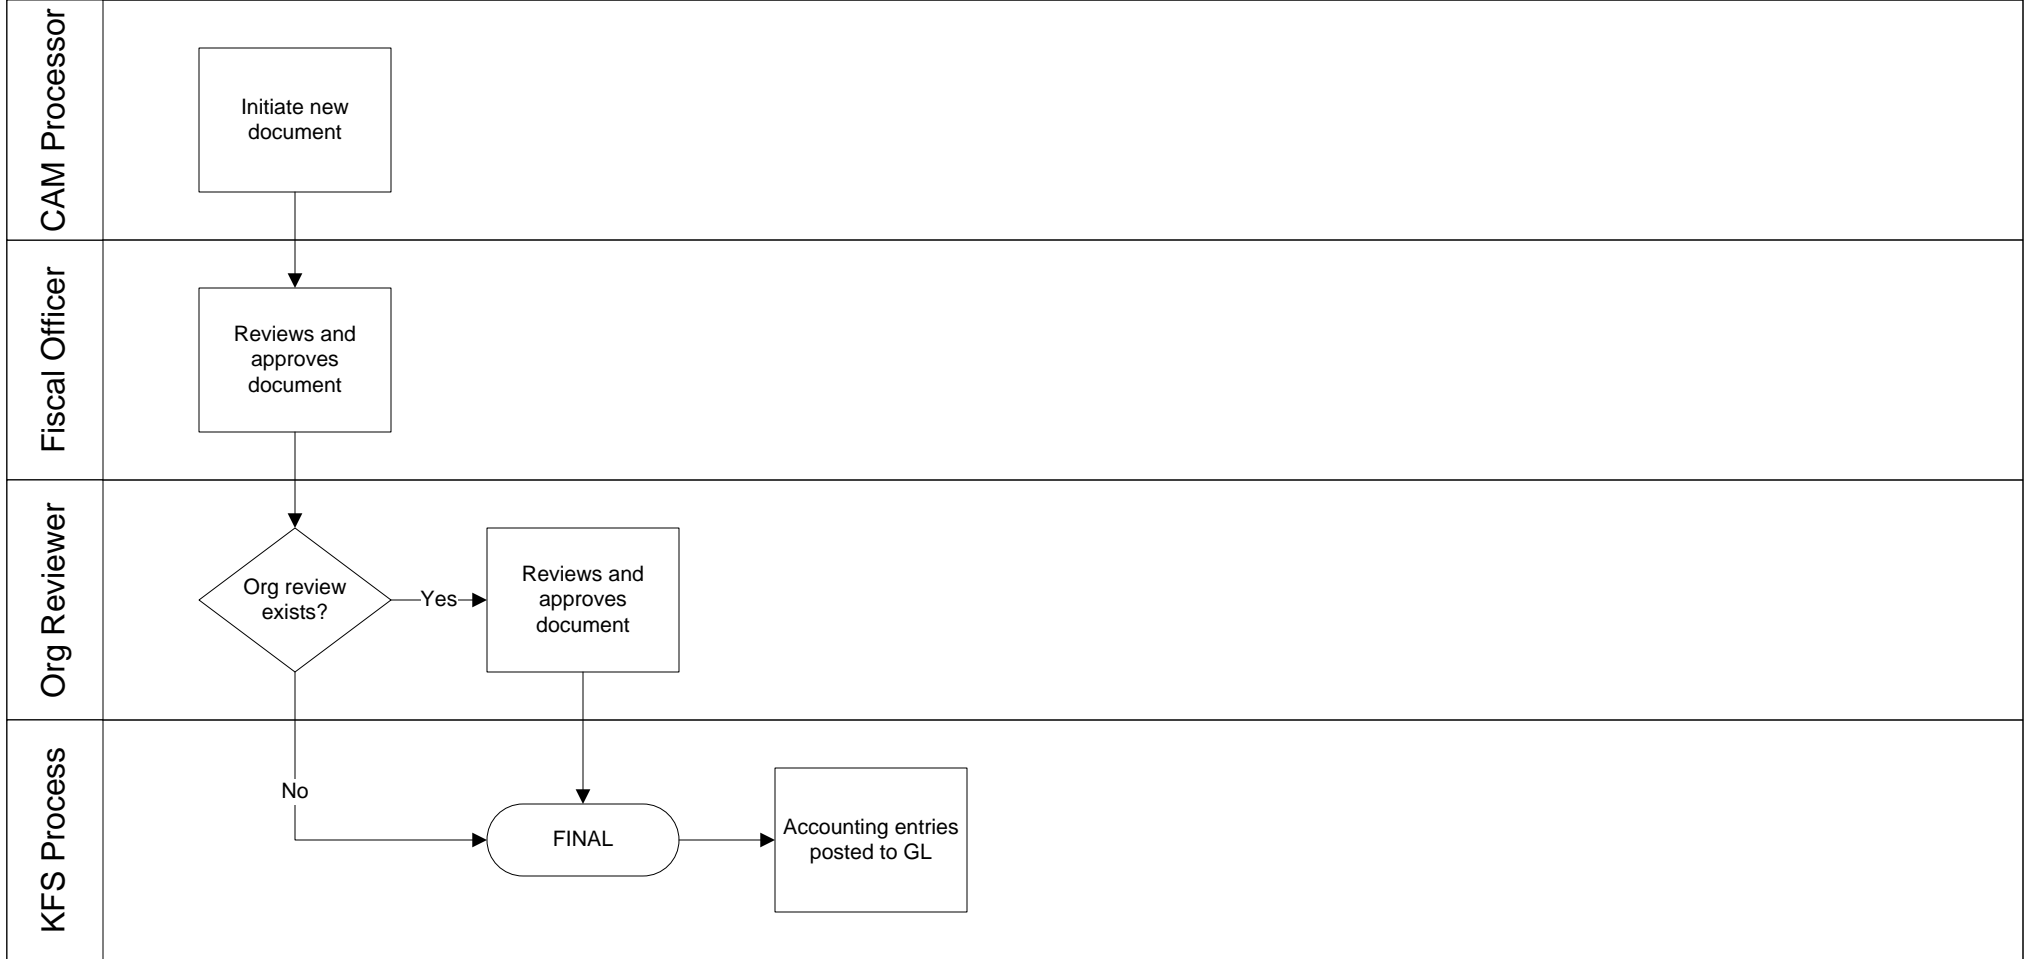 CAM Processor
Initiate new
document
Fiscal Officer
Reviews and
approves
document
Org Reviewer
Org review
exists?
Yes
Reviews and
approves
document
KFS Process
No
FINAL
Accounting entries
posted to GL